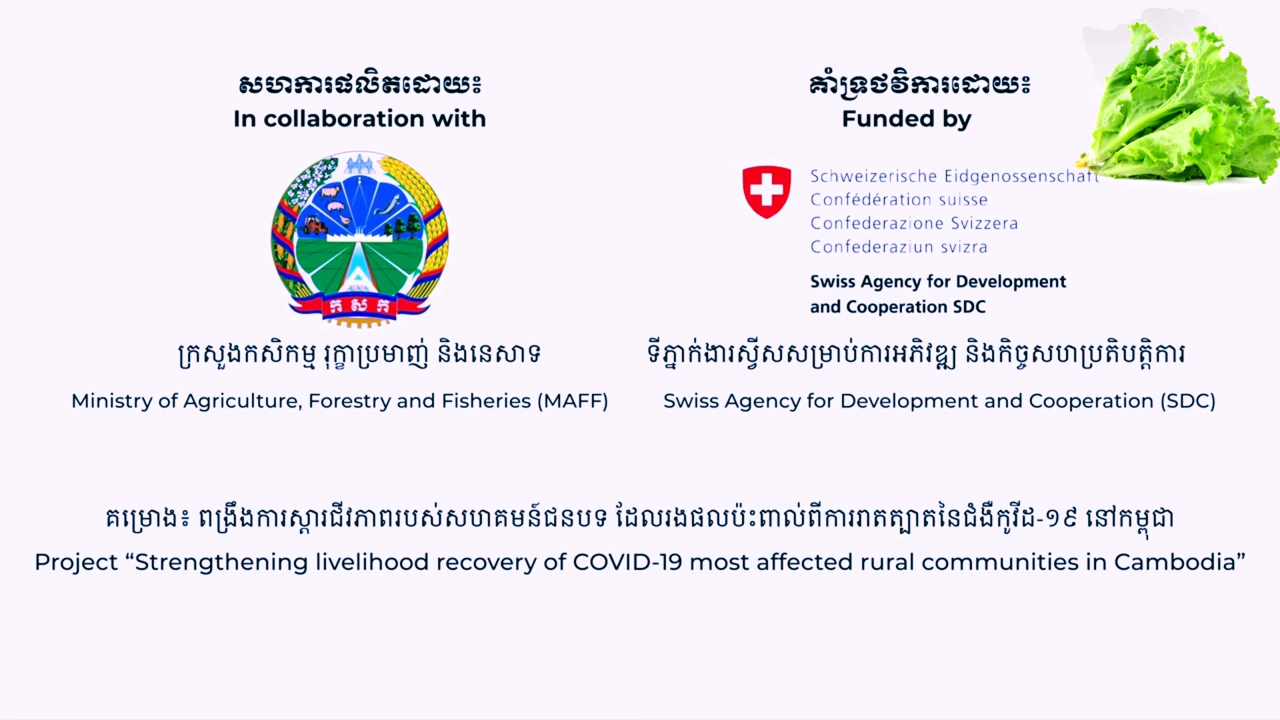 សហការផលិតដោយ៖
In collaboration with
គាំទ្រថវិការដោយ៖
Funded by
Schweizerische Eidgenossenschaft
Confédération suisse
Confederazione Svizzera
Confederaziun svizra
Swiss Agency for Development
and Cooperation SDC
ក ស ក
ក្រសួងកសិកម្ម រុក្ខាប្រមាញ់ និងនេសាទ
Ministry of Agriculture, Forestry and Fisheries (MAFF)
ទីភ្នាក់ងារស្វីសសម្រាប់ការអភិវឌ្ឍ និងកិច្ចសហប្រតិបត្តិការ
Swiss Agency for Development and Cooperation (SDC)
គម្រោង៖ ពង្រឹងការស្តារជីវភាពរបស់សហគមន៍ជនបទ ដែលរងផលប៉ះពាល់ពីការរាតត្បាតនៃជំងឺកូវីដ-១៩ នៅកម្ពុជា
Project “Strengthening livelihood recovery of COVID-19 most affected rural communities in Cambodia”